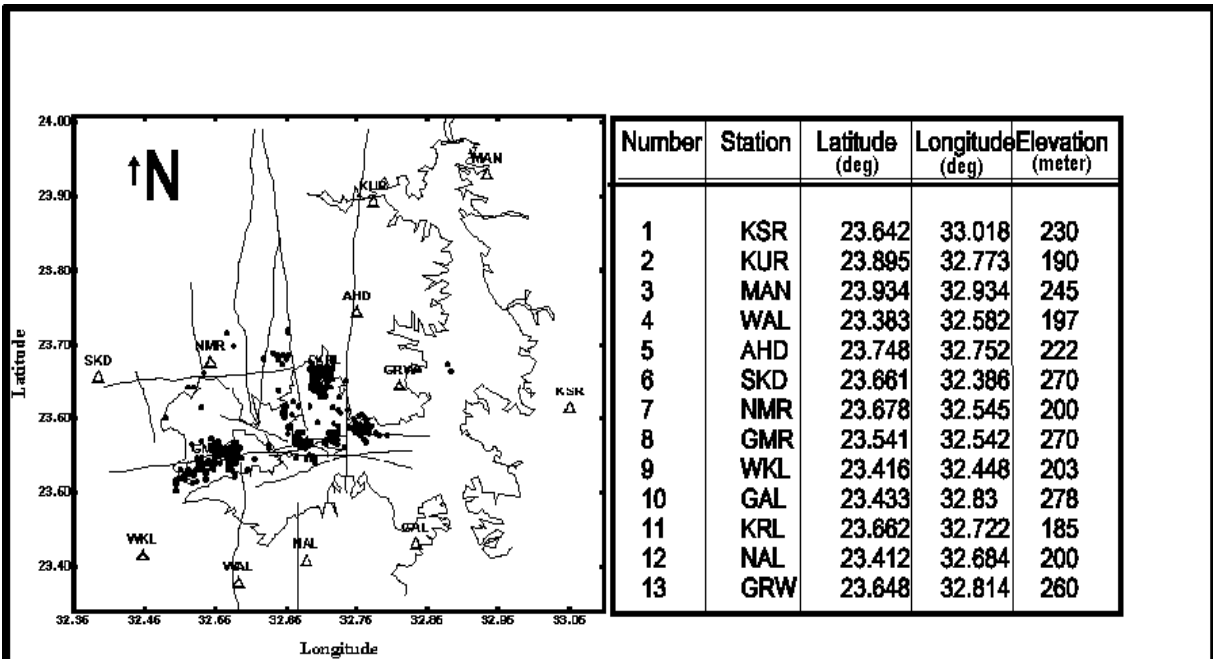 24.00
N
MAN
23.90
KUR
23.80
AHD
Latitude
23.70
NMR
SKD
KRL
GRW
KSR
23.60
GMR
23.60
WKL
NAL
GAL
23.40
WAL
32.36 32.46 32.56 32.66 32.76 32.86 32.95 33.05
Longitude
Number Station Latitude (deg) Longitude (deg) Elevation (meter)
1 KSR 23.642 33.018 230
2 KUR 23.895 32.773 190
3 MAN 23.934 32.934 245
4 WAL 23.383 32.582 197
5 AHD 23.748 32.752 222
6 SKD 23.661 32.386 270
7 NMR 23.678 32.545 200
8 GMR 23.541 32.542 270
9 WKL 23.416 32.448 203
10 GAL 23.433 32.83 278
11 KRL 23.662 32.722 185
12 NAL 23.412 32.684 200
13 GRW 23.648 32.814 260